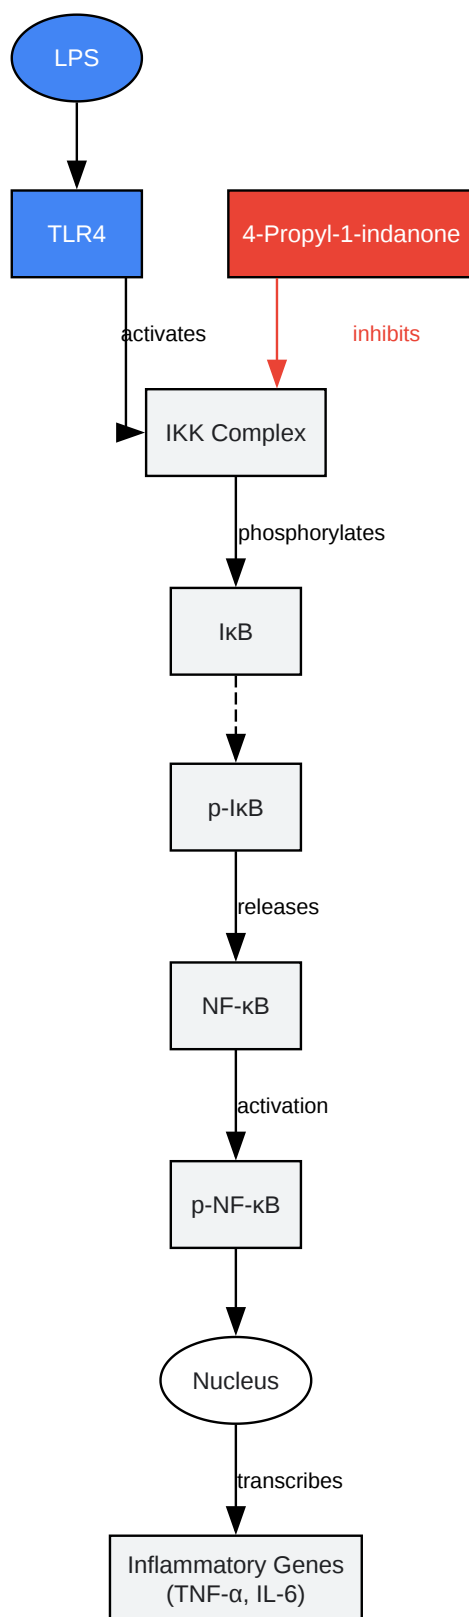 LPS
TLR4
4-Propyl-1-indanone
activates
inhibits
IKK Complex
phosphorylates
IκB
p-IκB
releases
NF-κB
activation
p-NF-κB
Nucleus
transcribes
Inflammatory Genes
(TNF-α, IL-6)